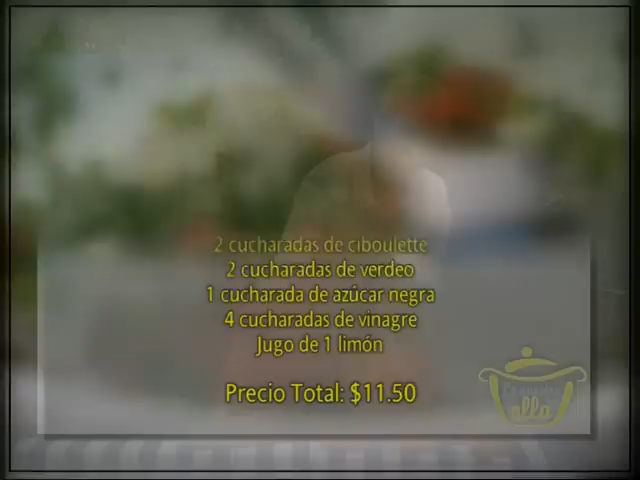 2 cucharadas de ciboulette
2 cucharadas de verdeo
1 cucharada de azúcar negra
4 cucharadas de vinagre
Jugo de 1 limón
Precio Total: $11.50
olla